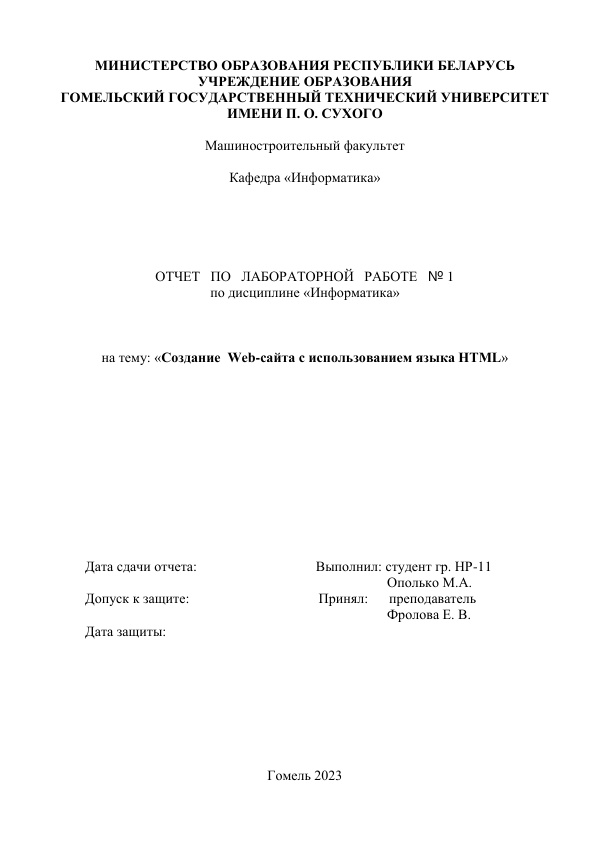 МИНИСТЕРСТВО ОБРАЗОВАНИЯ РЕСПУБЛИКИ БЕЛАРУСЬ
УЧРЕЖДЕНИЕ ОБРАЗОВАНИЯ
ГОМЕЛЬСКИЙ ГОСУДАРСТВЕННЫЙ ТЕХНИЧЕСКИЙ УНИВЕРСИТЕТ
ИМЕНИ П. О. СУХОГО
Машиностроительный факультет
Кафедра «Информатика»
ОТЧЕТ ПО ЛАБОРАТОРНОЙ РАБОТЕ № 1
по дисциплине «Информатика»
на тему: «Создание Web-сайта с использованием языка HTML»
Дата сдачи отчета: Выполнил: студент гр. НР-11
Ополько М.А.
Допуск к защите: Принял: преподаватель
Фролова Е. В.
Дата защиты:
Гомель 2023